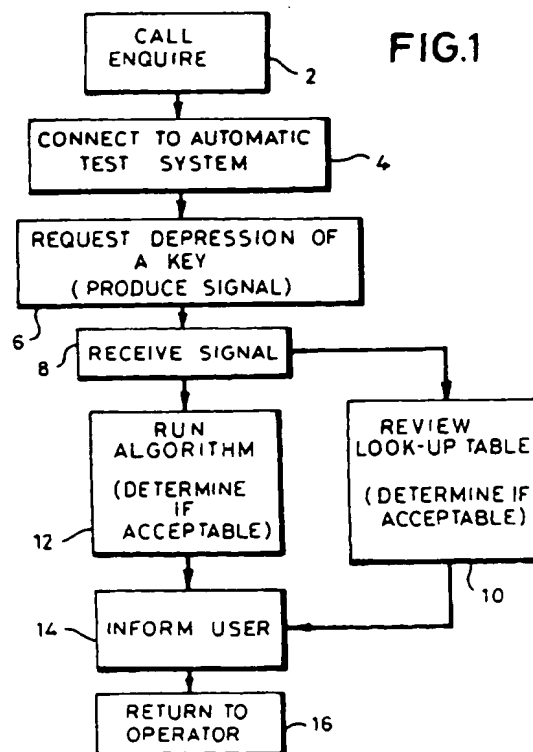 FIG.1
CALL
ENQUIRE
2
CONNECT TO AUTOMATIC
TEST SYSTEM
4
REQUEST DEPRESSION OF
A KEY
(PRODUCE SIGNAL)
6
RECEIVE SIGNAL
8
RUN
ALGORITHM
(DETERMINE
IF
ACCEPTABLE)
12
REVIEW
LOOK-UP TABLE
(DETERMINE IF
ACCEPTABLE)
10
INFORM USER
14
RETURN TO
OPERATOR
16